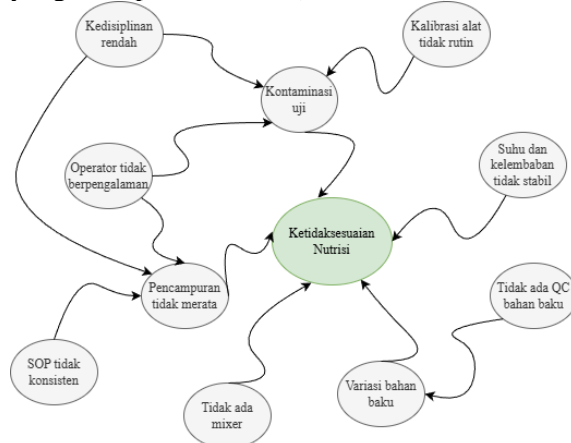 Kedisiplinan
rendah
Kalibrasi alat
tidak rutin
Kontaminasi
uji
Operator tidak
berpengalaman
Suhu dan
kelembaban
tidak stabil
Ketidaksesuaian
Nutrisi
Pencampuran
tidak merata
Tidak ada QC
bahan baku
SOP tidak
konsisten
Variasi bahan
baku
Tidak ada
mixer